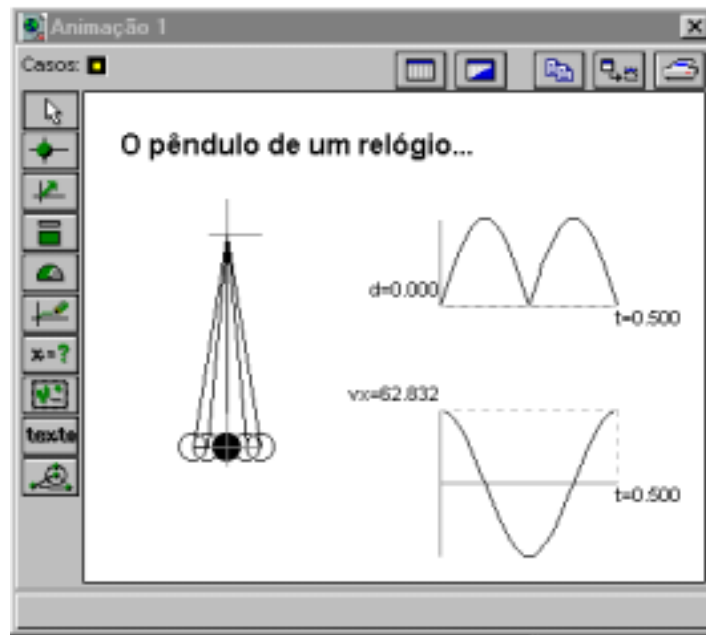 Animação 1
Casos:
O pêndulo de um relógio...
d=0.000
t=0.500
vx=62.832
t=0.500
x=?
texto